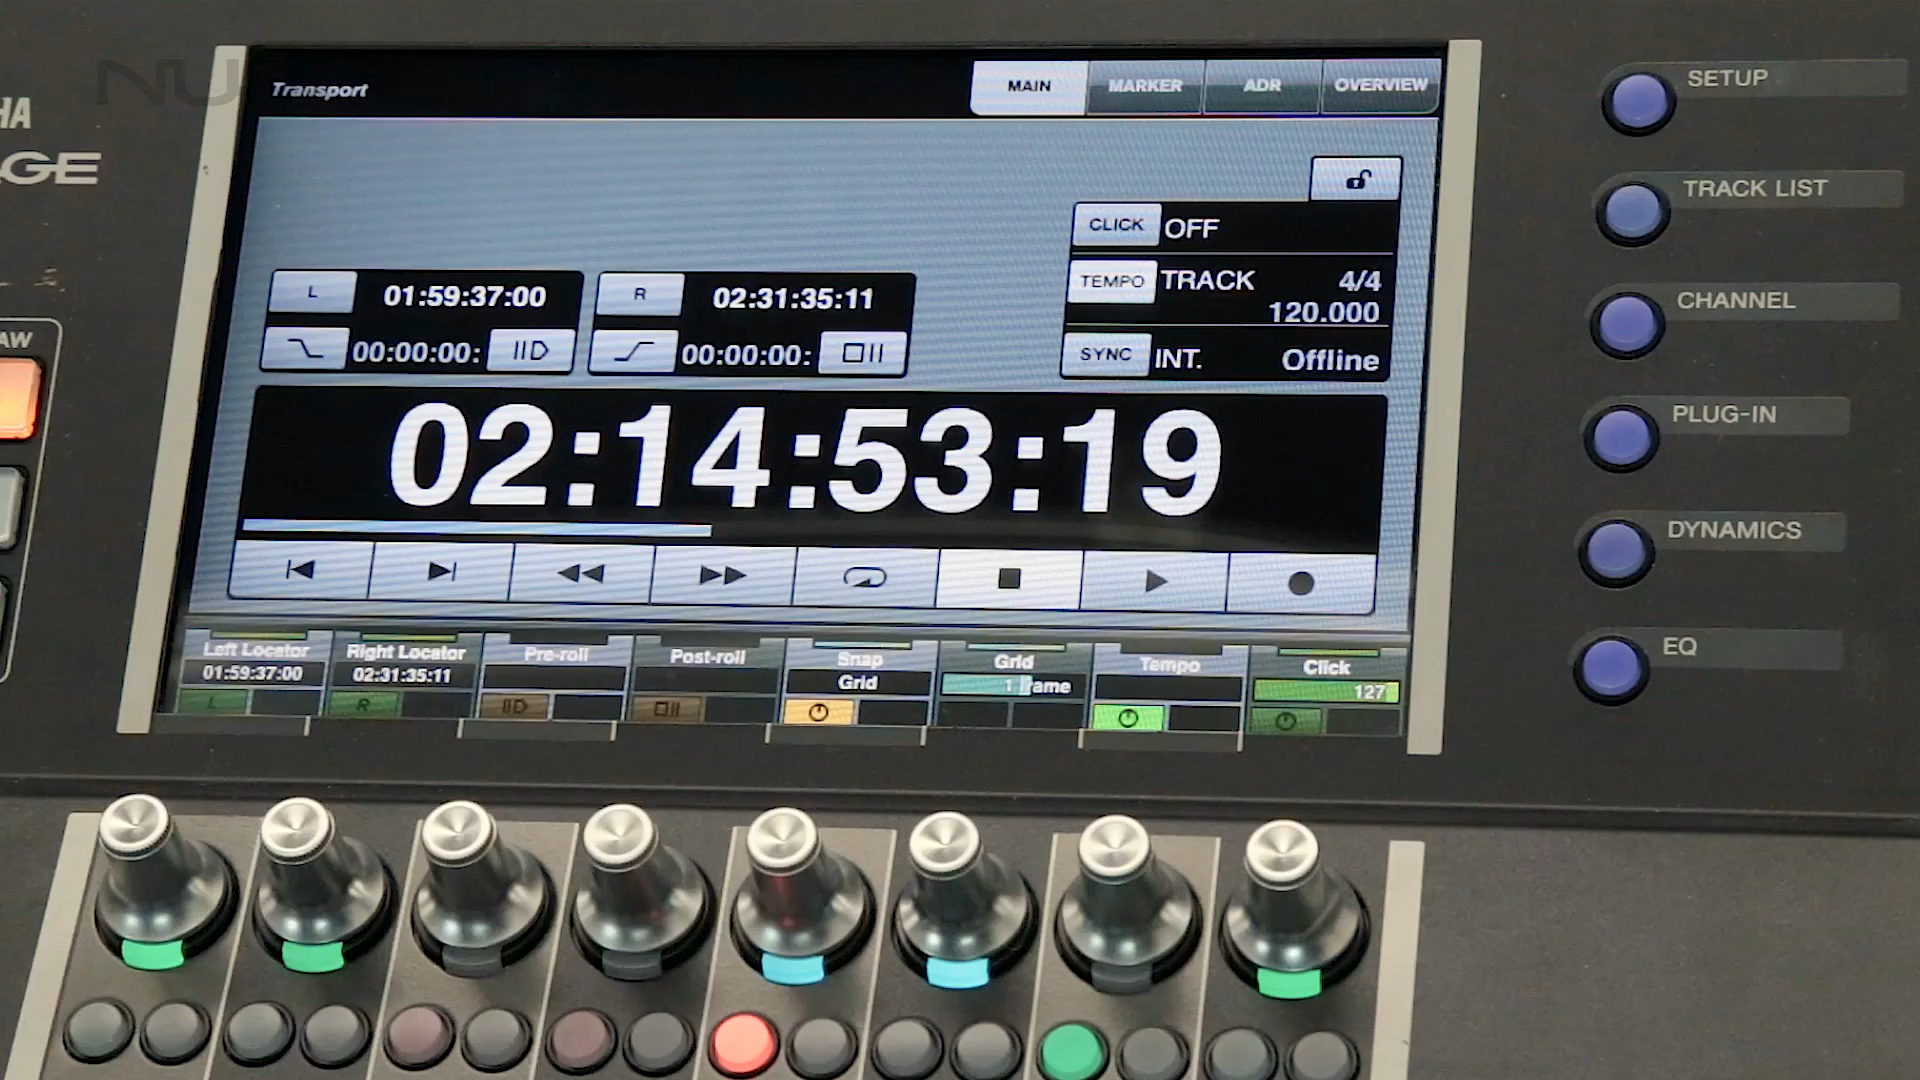 NU
HA
GE
AW
Transport
MAIN
MARKER
ADR
OVERVIEW
CLICK OFF
TEMPO TRACK 4/4
120.000
SYNC INT. Offline
L 01:59:37:00
R 02:31:35:11
00:00:00:
00:00:00:
02:14:53:19
Left Locator
01:59:37:00
L
Right Locator
02:31:35:11
R
Pre-roll
Post-roll
Snap
Grid
Grid
1 frame
Tempo
Click
127
SETUP
TRACK LIST
CHANNEL
PLUG-IN
DYNAMICS
EQ